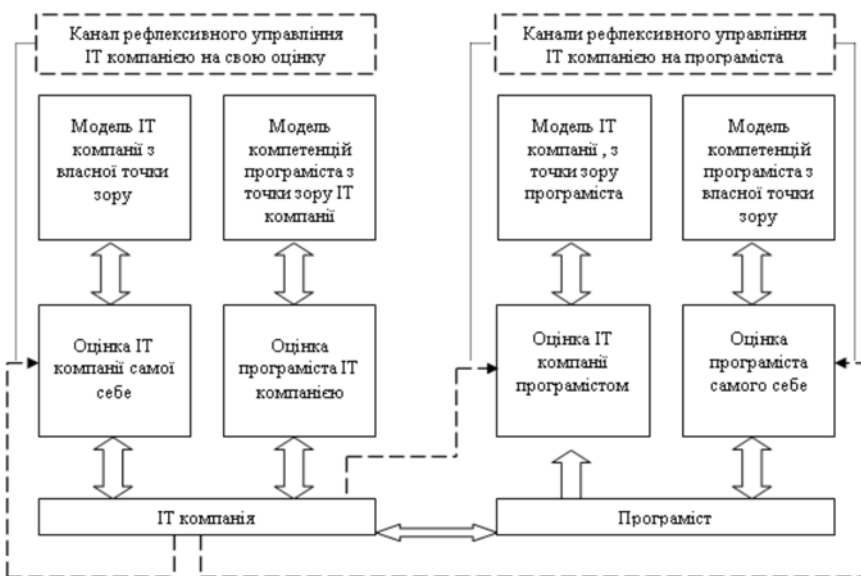 Канал рефлексивного управління
ІТ компанією на свою оцінку
Канали рефлексивного управління
ІТ компанією на програміста
Модель ІТ
компанії з
власної точки
зору
Модель
компетенцій
програміста з
точки зору ІТ
компанії
Модель ІТ
компанії , з
точки зору
програміста
Модель
компетенцій
програміста з
власної точки
зору
Оцінка ІТ
компанії самої
себе
Оцінка
програміста ІТ
компанією
Оцінка ІТ
компанії
програмістом
Оцінка
програміста
самого себе
ІТ компанія
Програміст